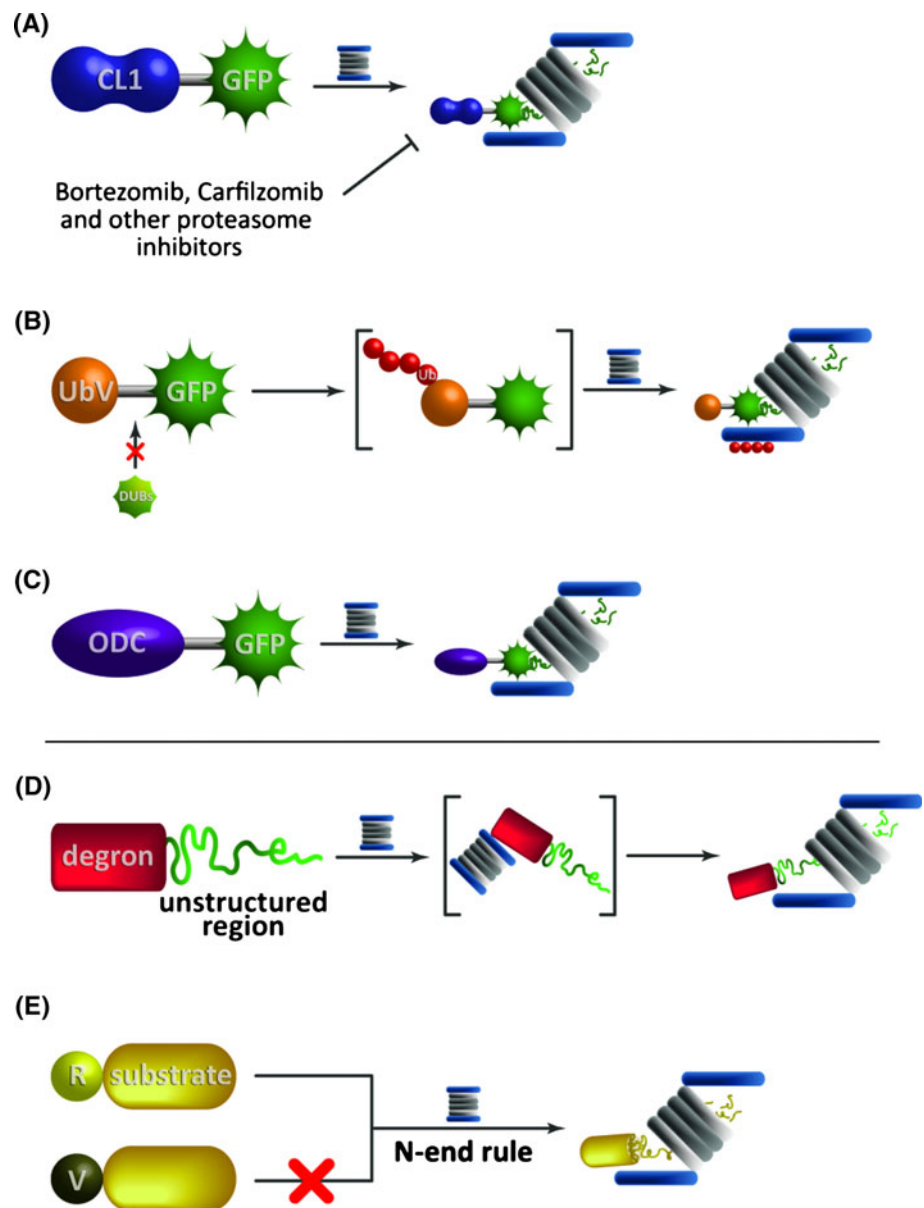 (A)
CL1
GFP
Bortezomib, Carfilzomib
and other proteasome
inhibitors
(B)
UbV
GFP
DUBs
Ub
(C)
ODC
GFP
(D)
degron
unstructured
region
(E)
R
substrate
V
N-end rule